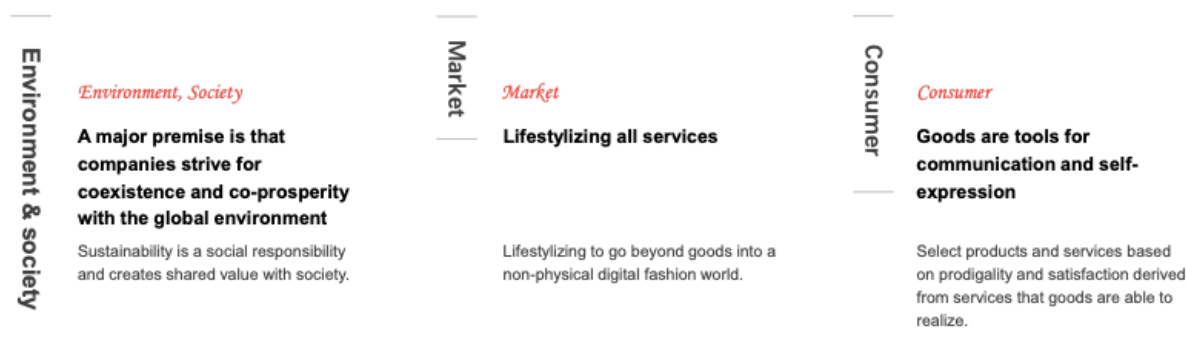 Environment & society
Environment, Society
A major premise is that
companies strive for
coexistence and co-prosperity
with the global environment
Sustainability is a social responsibility
and creates shared value with society.
Market
Market
Lifestylizing all services
Lifestylizing to go beyond goods into a
non-physical digital fashion world.
Consumer
Consumer
Goods are tools for
communication and self-
expression
Select products and services based
on prodigality and satisfaction derived
from services that goods are able to
realize.